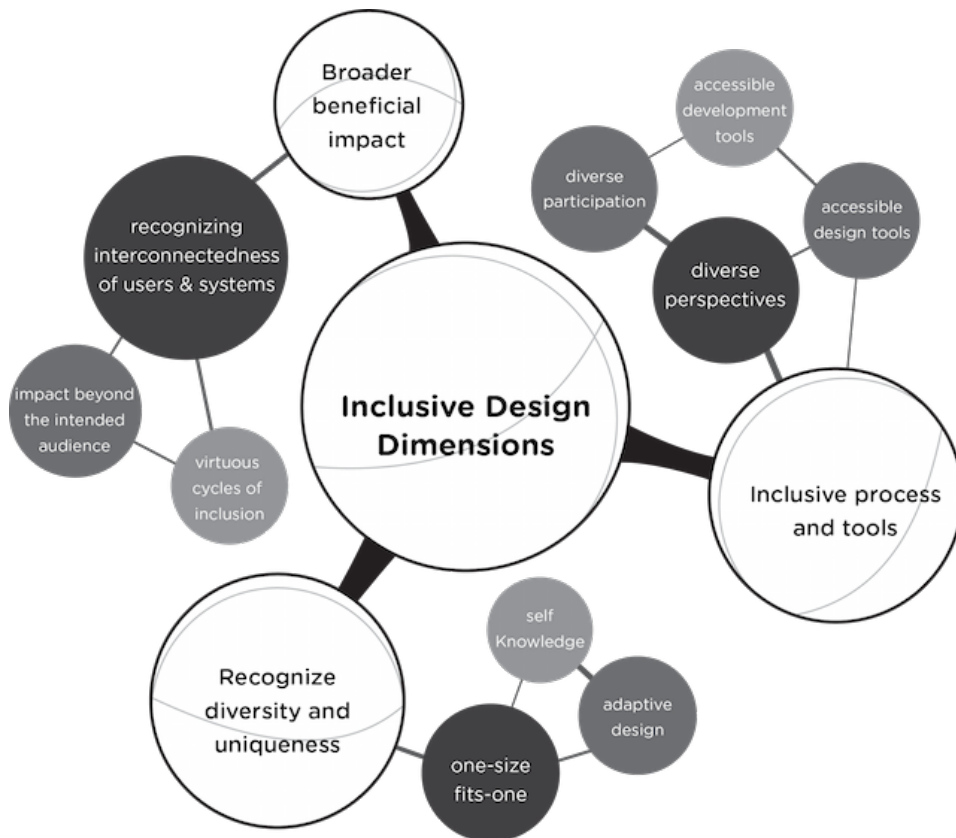 Broader
beneficial
impact
recognizing
interconnectedness
of users & systems
impact beyond
the intended
audience
virtuous
cycles of
inclusion
accessible
development
tools
diverse
participation
accessible
design tools
diverse
perspectives
Inclusive Design
Dimensions
Inclusive process
and tools
Recognize
diversity and
uniqueness
self
Knowledge
adaptive
design
one-size
fits-one